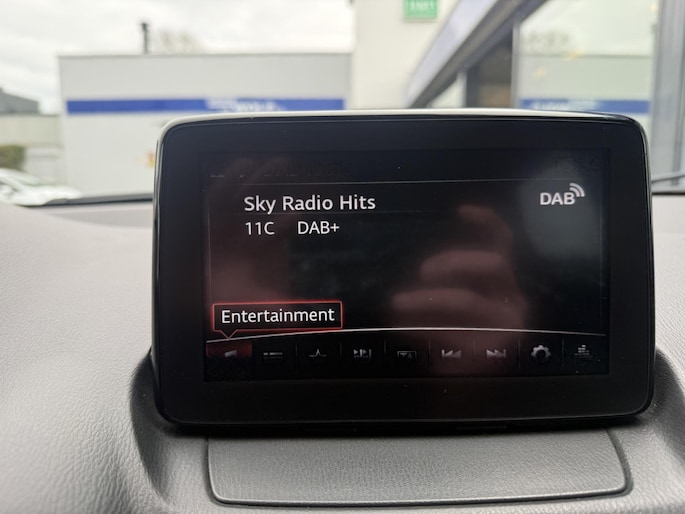 Sky Radio Hits
DAB
11C DAB+
Entertainment